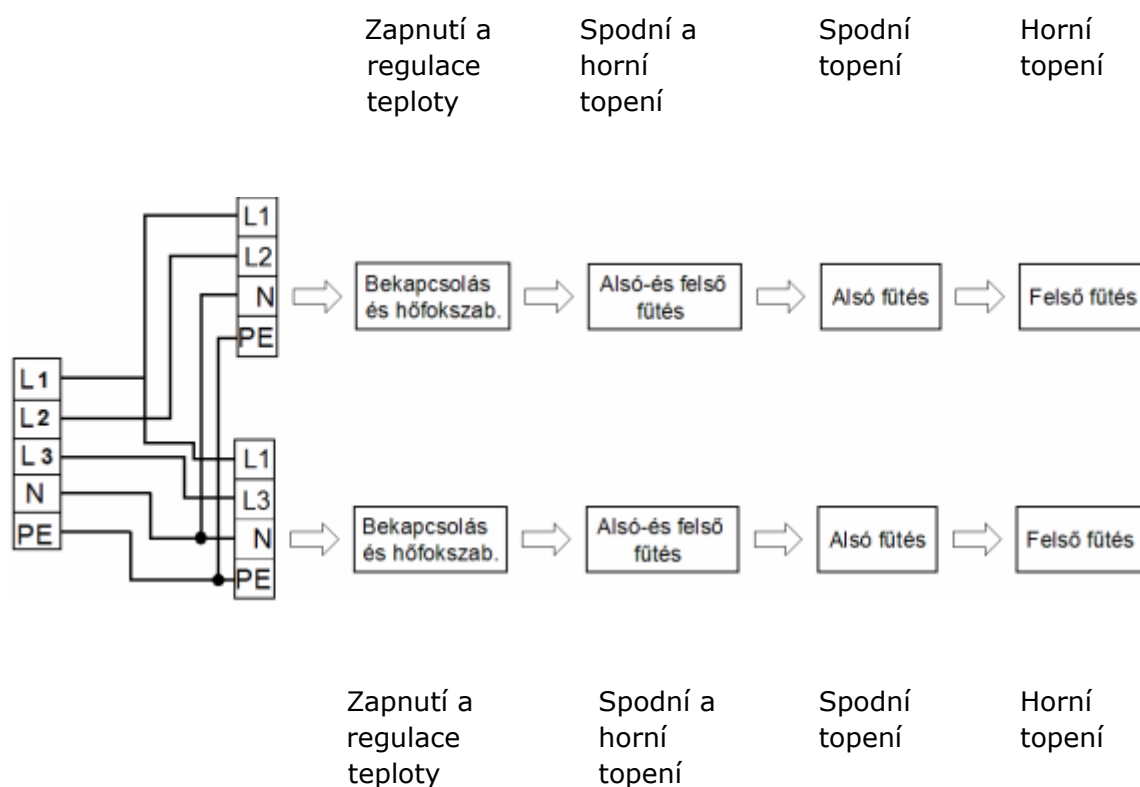 Zapnutí a
regulace
teploty
Spodní a
horní
topení
Spodní
topení
Horní
topení
L1
L2
N
PE
Bekapcsolás
és hőfokszab.
Alsó-és felső
fűtés
Alsó fűtés
Felső fűtés
L1
L2
L3
N
PE
L1
L3
N
PE
Bekapcsolás
és hőfokszab.
Alsó-és felső
fűtés
Alsó fűtés
Felső fűtés
Zapnutí a
regulace
teploty
Spodní a
horní
topení
Spodní
topení
Horní
topení